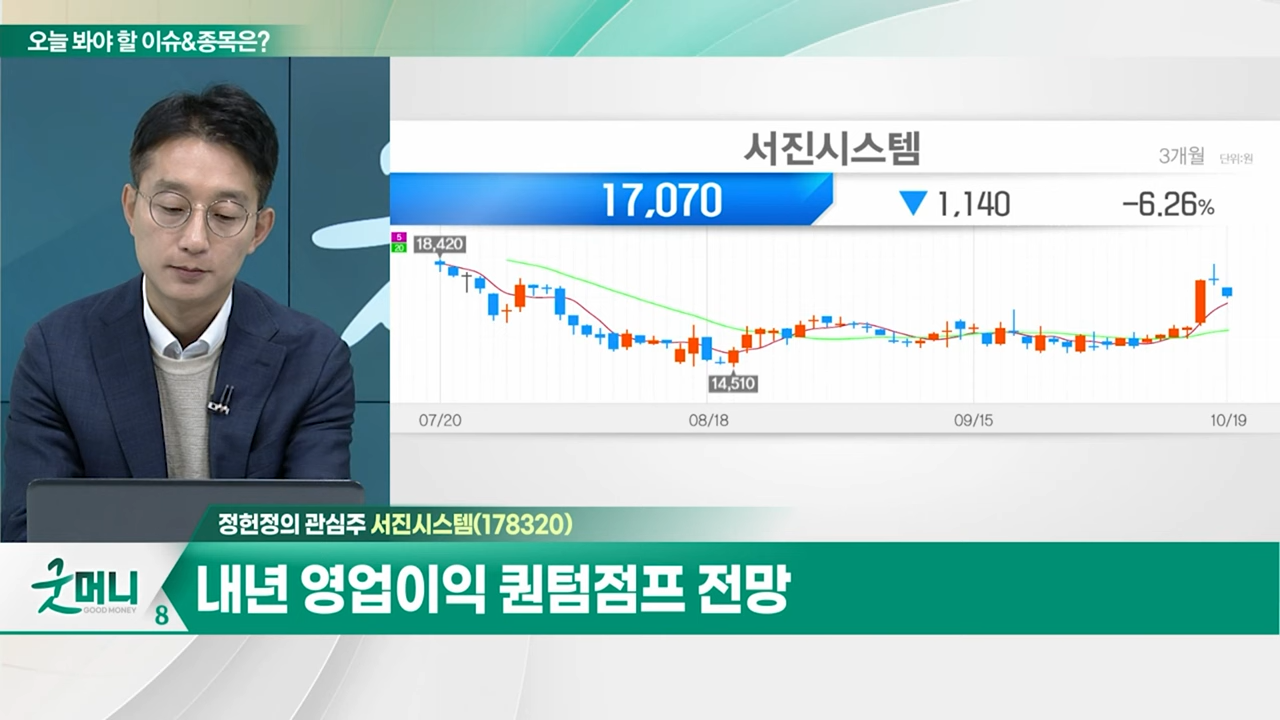 오늘 봐야 할 이슈&종목은?
서진시스템
3개월 단위:원
17,070 ▼ 1,140 -6.26%
5
20
18,420
14,510
07/20 08/18 09/15 10/19
정헌정의 관심주 서진시스템(178320)
굿머니
GOOD MONEY
8
내년 영업이익 퀀텀점프 전망